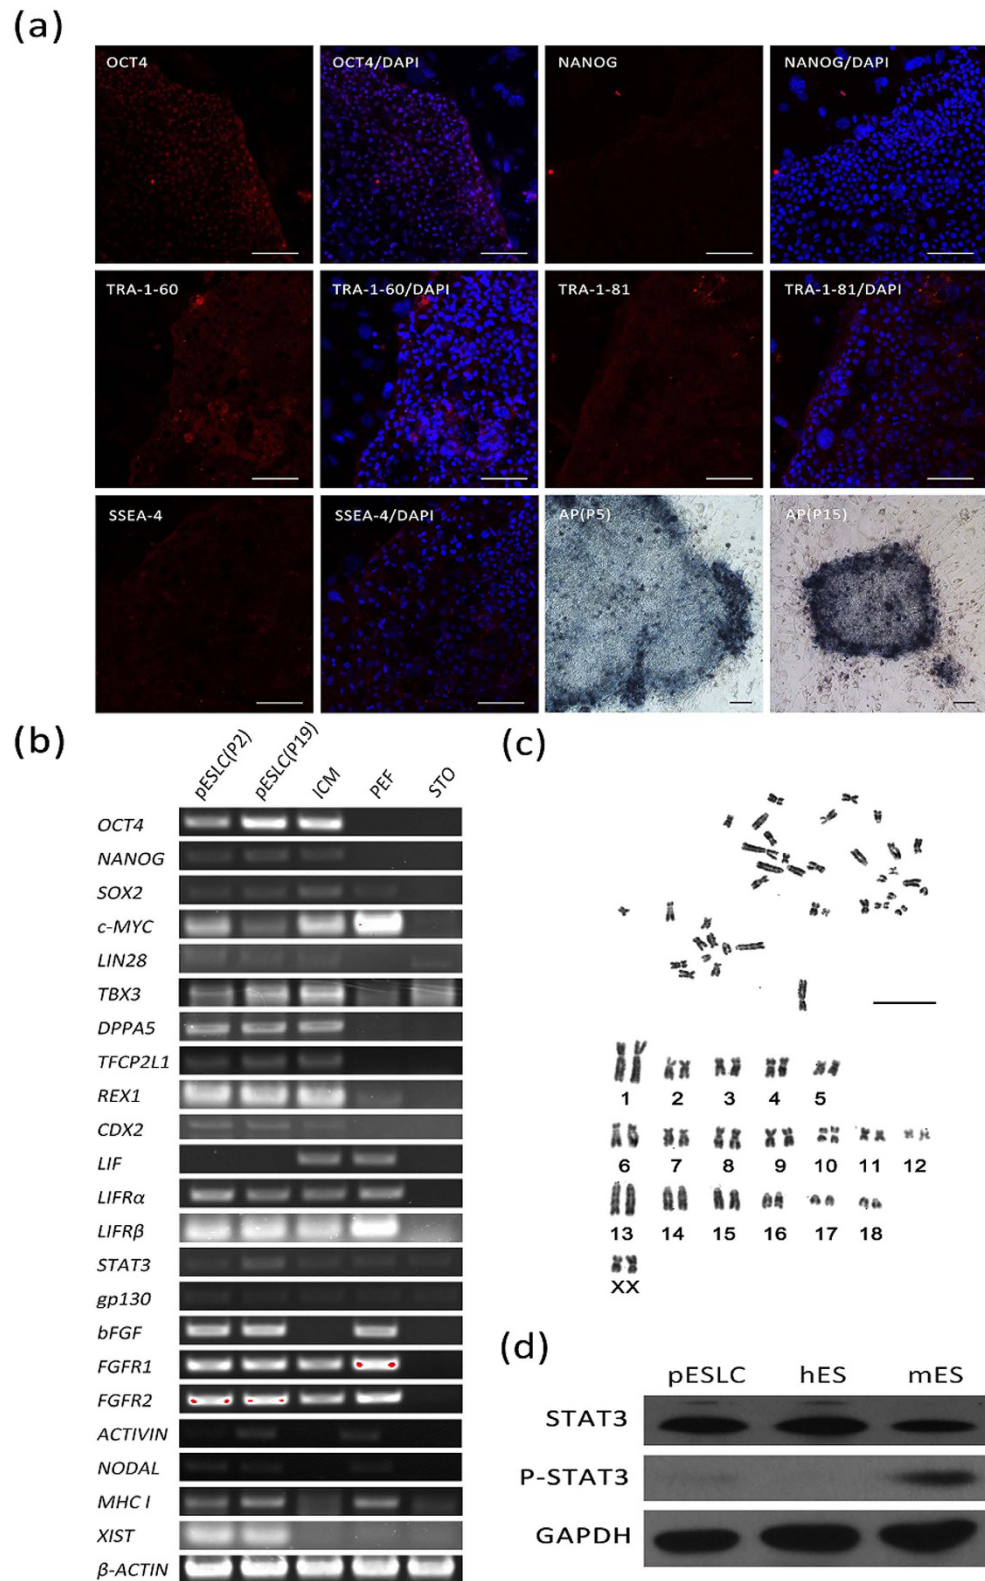 (a)
OCT4 OCT4/DAPI NANOG NANOG/DAPI
TRA-1-60 TRA-1-60/DAPI TRA-1-81 TRA-1-81/DAPI
SSEA-4 SSEA-4/DAPI AP(P5) AP(P15)
(b)
pESLC(P2) pESLC(P19) ICM PEF STO
OCT4
NANOG
SOX2
c-MYC
LIN28
TBX3
DPPA5
TFCP2L1
REX1
CDX2
LIF
LIFRα
LIFRβ
STAT3
gp130
bFGF
FGFR1
FGFR2
ACTIVIN
NODAL
MHC I
XIST
β-ACTIN
(c)
1 2 3 4 5
6 7 8 9 10 11 12
13 14 15 16 17 18
XX
(d)
pESLC hES mES
STAT3
P-STAT3
GAPDH